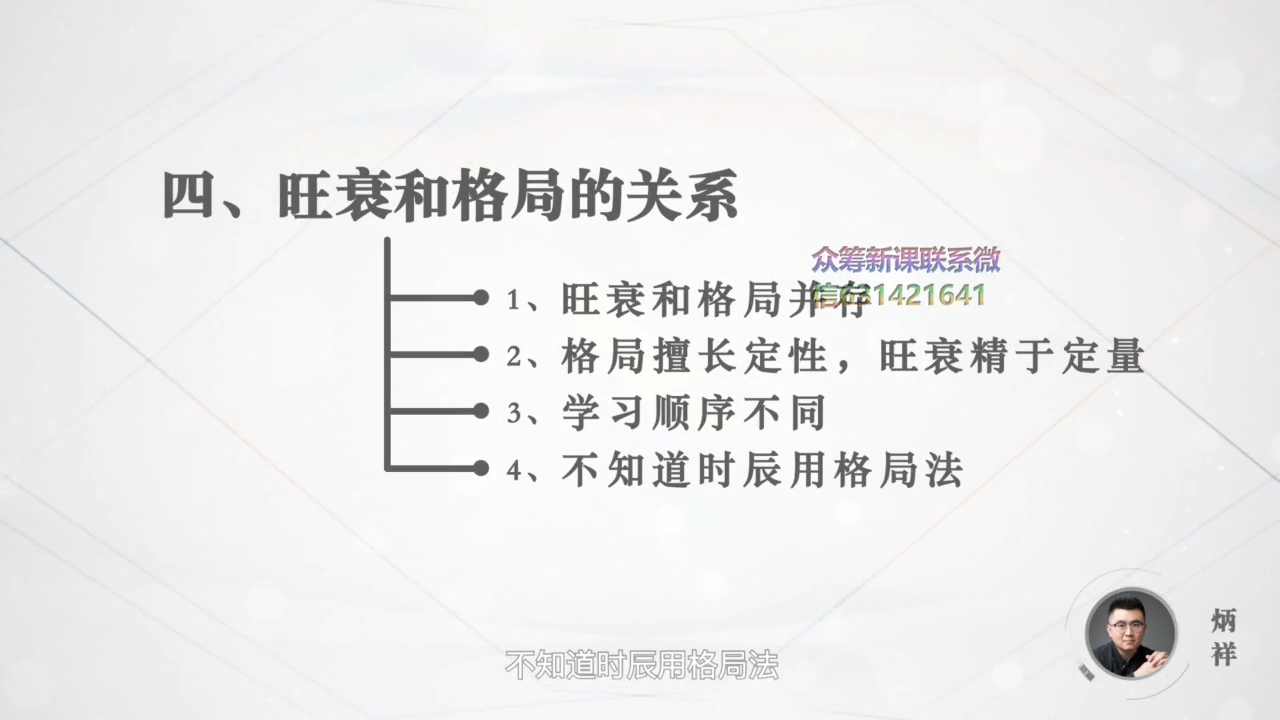 四、旺衰和格局的关系
众筹新课联系微
信631421641
1、旺衰和格局并存
2、格局擅长定性，旺衰精于定量
3、学习顺序不同
4、不知道时辰用格局法
炳祥
不知道时辰用格局法